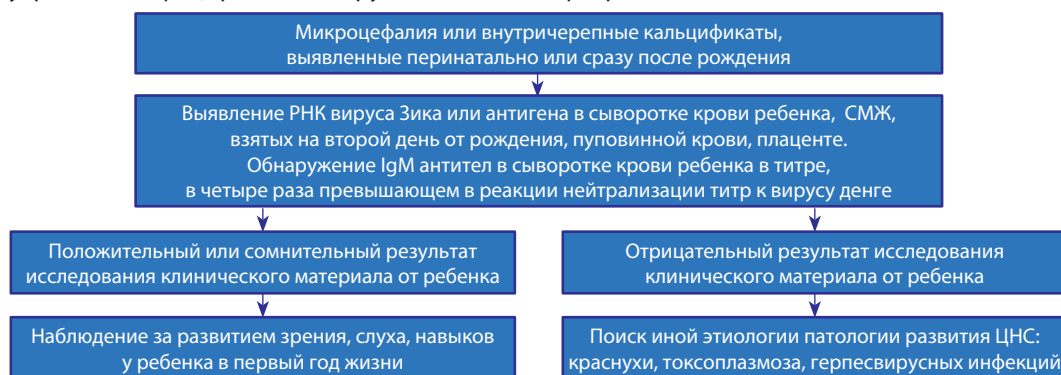 Микроцефалия или внутричерепные кальцификаты,
выявленные перинатально или сразу после рождения
Выявление РНК вируса Зика или антигена в сыворотке крови ребенка, СМЖ,
взятых на второй день от рождения, пуповинной крови, плаценте.
Обнаружение IgM антител в сыворотке крови ребенка в титре,
в четыре раза превышающем в реакции нейтрализации титр к вирусу денге
Положительный или сомнительный результат
исследования клинического материала от ребенка
Отрицательный результат исследования
клинического материала от ребенка
Наблюдение за развитием зрения, слуха, навыков
у ребенка в первый год жизни
Поиск иной этиологии патологии развития ЦНС:
краснухи, токсоплазмоза, герпесвирусных инфекций